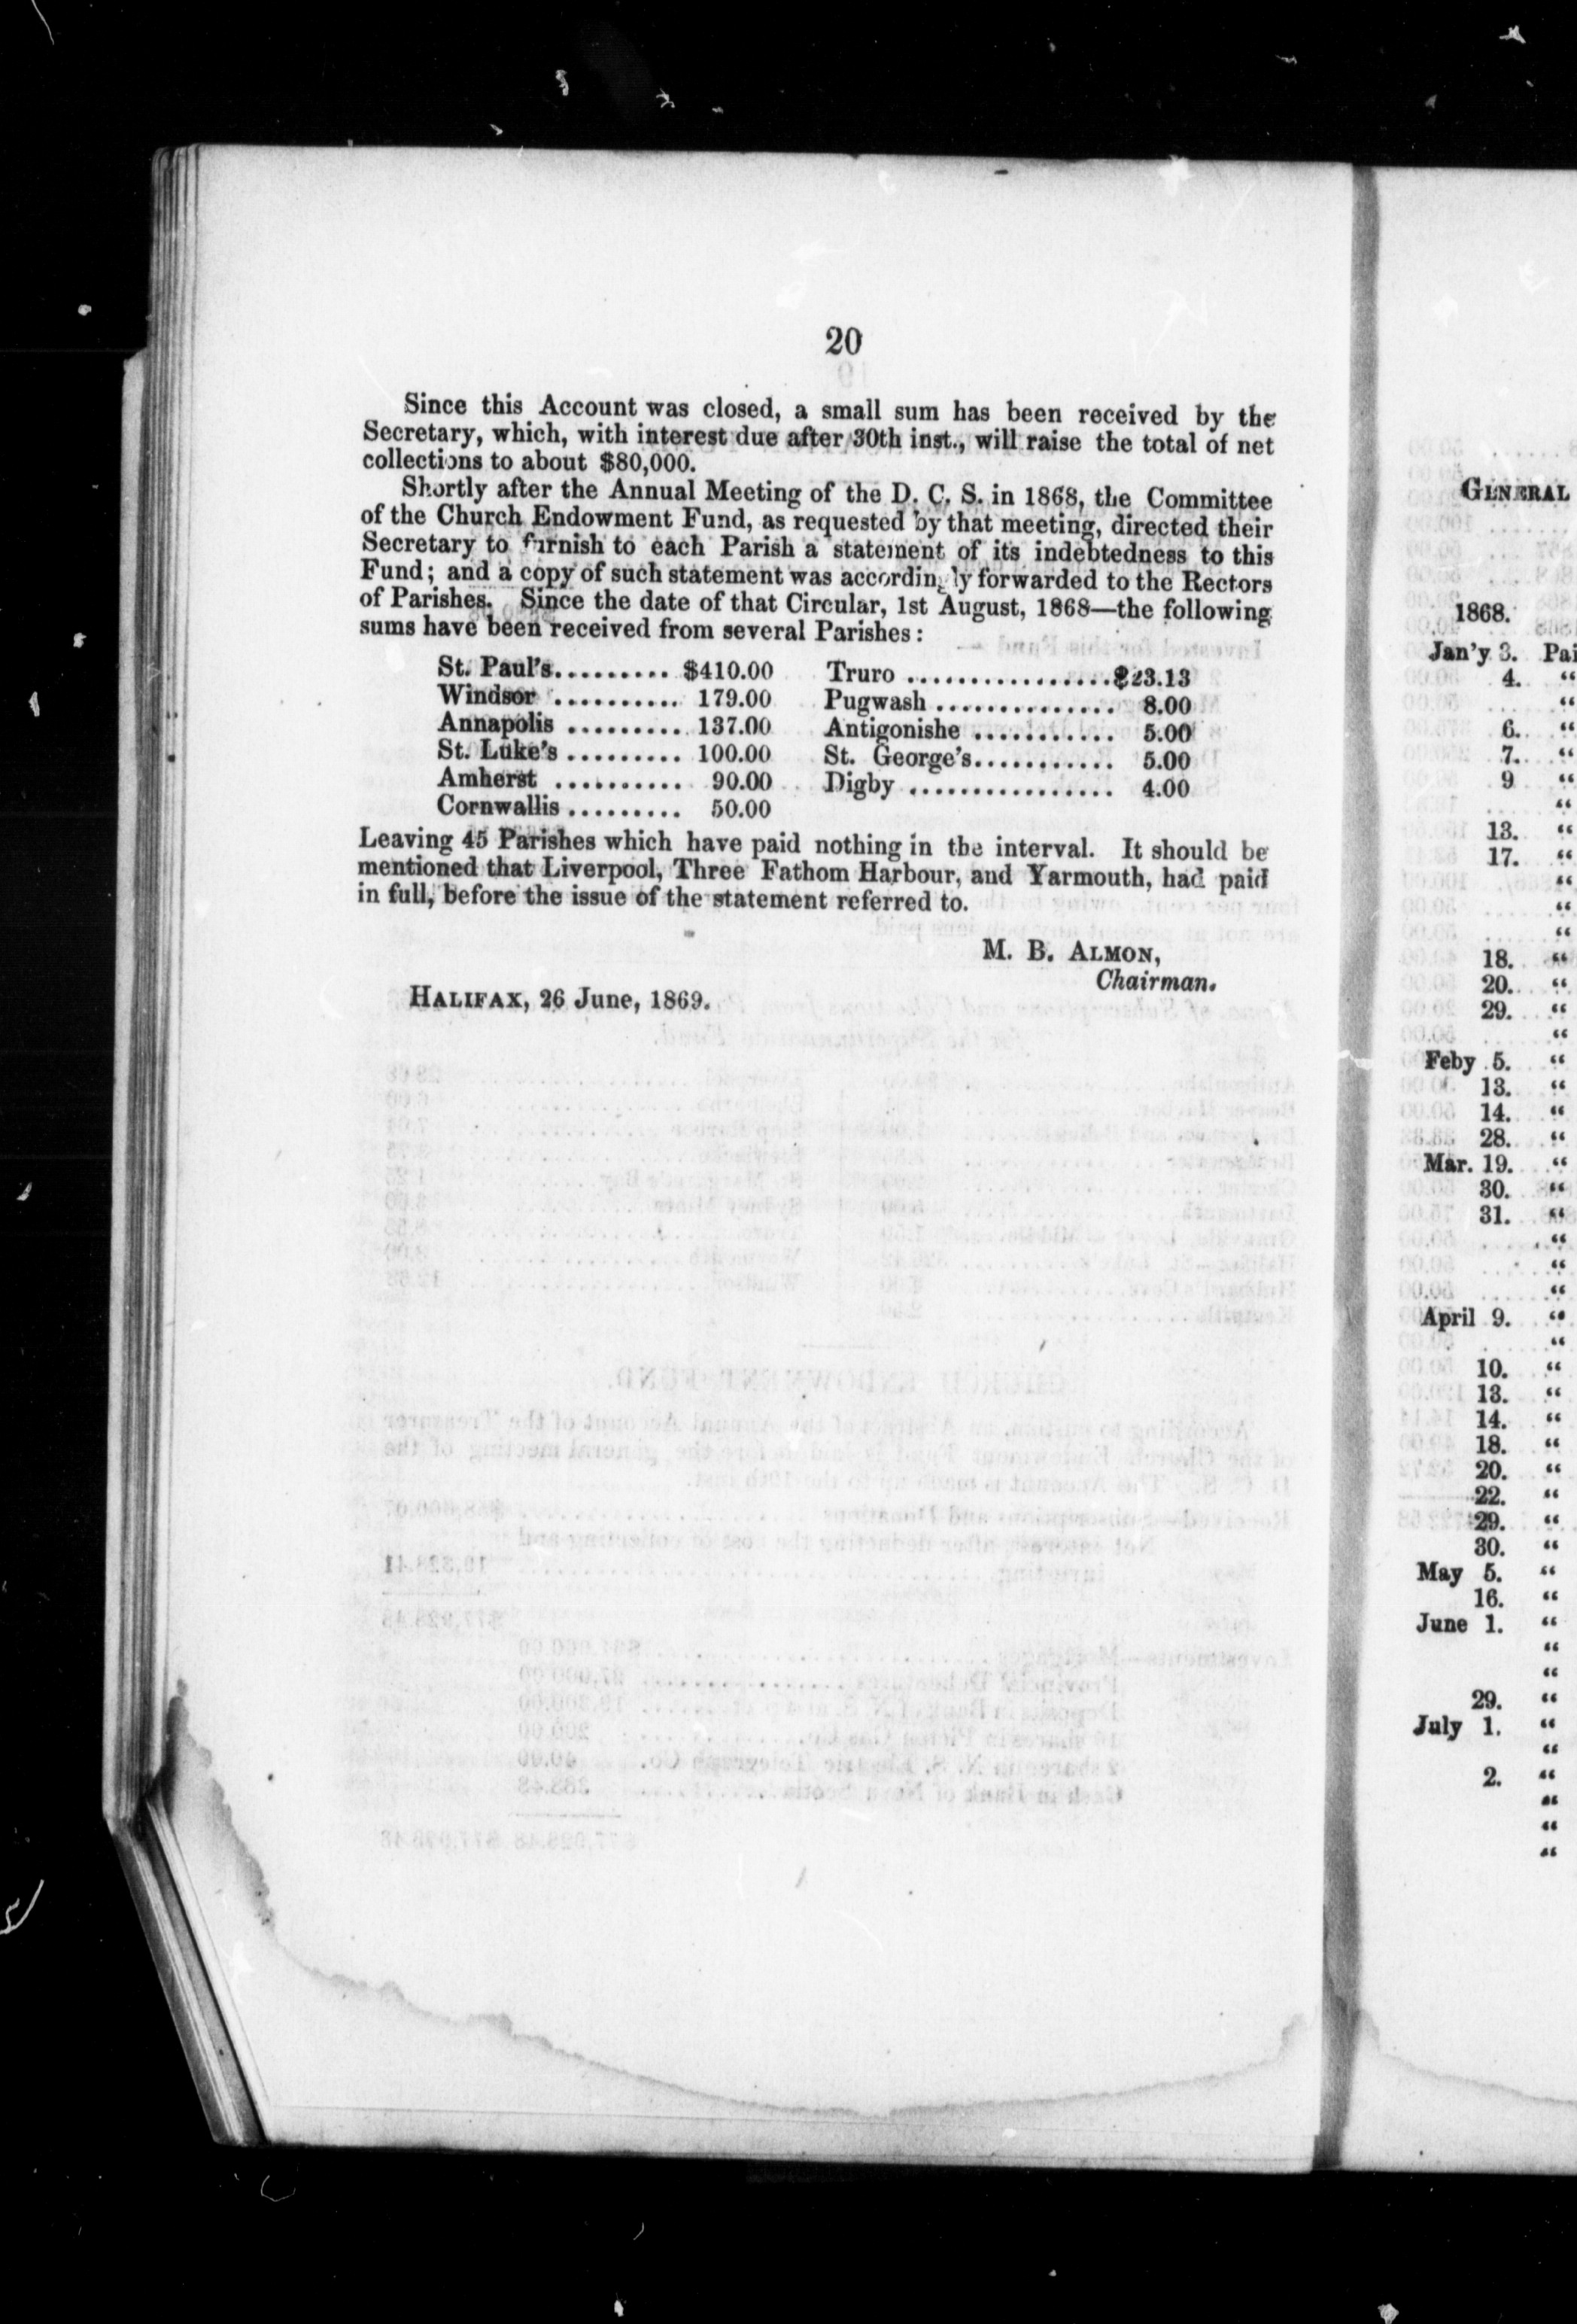 20
Since this Account was closed, a small sum has been received by the
Secretary, which, with interest due after 30th inst., will raise the total of net
collections to about $80,000.
Shortly after the Annual Meeting of the D. C. S. in 1868, the Committee
of the Church Endowment Fund, as requested by that meeting, directed their
Secretary to furnish to each Parish a statement of its indebtedness to this
Fund; and a copy of such statement was accordingly forwarded to the Rectors
of Parishes. Since the date of that Circular, 1st August, 1868—the following
sums have been received from several Parishes:
St. Paul's.......... $410.00
Windsor .......... 179.00
Annapolis .......... 137.00
St. Luke's ......... 100.00
Amherst ........... 90.00
Cornwallis ......... 50.00
Truro ................ $23.13
Pugwash .............. 8.00
Antigonishe ........... 5.00
St. George's........... 5.00
Digby ................ 4.00
Leaving 45 Parishes which have paid nothing in the interval. It should be
mentioned that Liverpool, Three Fathom Harbour, and Yarmouth, had paid
in full, before the issue of the statement referred to.
M. B. ALMON,
Chairman.
HALIFAX, 26 June, 1869.
GENERAL
1868.
Jan'y 3. Pai
4. “
“
6. “
7. “
9 “
“
13. “
17. “
“
“
“
18. “
20. “
29. “
“
Feby 5. “
13. “
14. “
28. “
Mar. 19. “
30. “
31. “
“
“
“
April 9. “
“
10. “
13. “
14. “
18. “
20. “
22. “
29. “
30. “
May 5. “
16. “
June 1. “
“
“
29. “
July 1. “
“
2. “
“
“
“